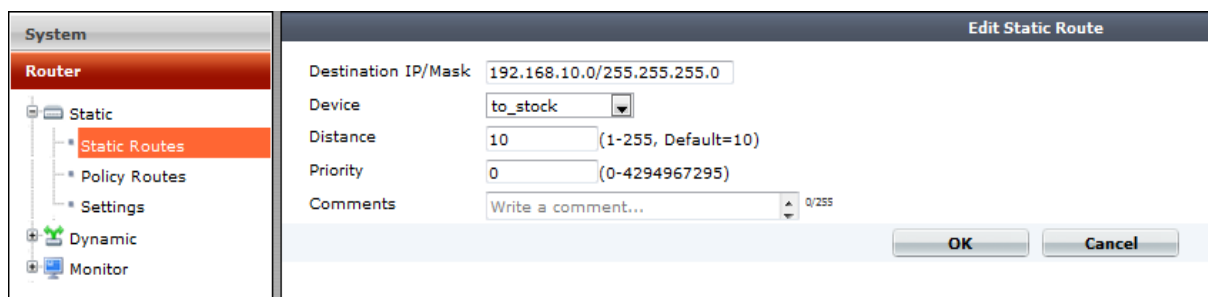 System
Router
Static
Static Routes
Policy Routes
Settings
Dynamic
Monitor
Edit Static Route
Destination IP/Mask 192.168.10.0/255.255.255.0
Device to_stock
Distance 10 (1-255, Default=10)
Priority 0 (0-4294967295)
Comments Write a comment... 0/255
OK Cancel